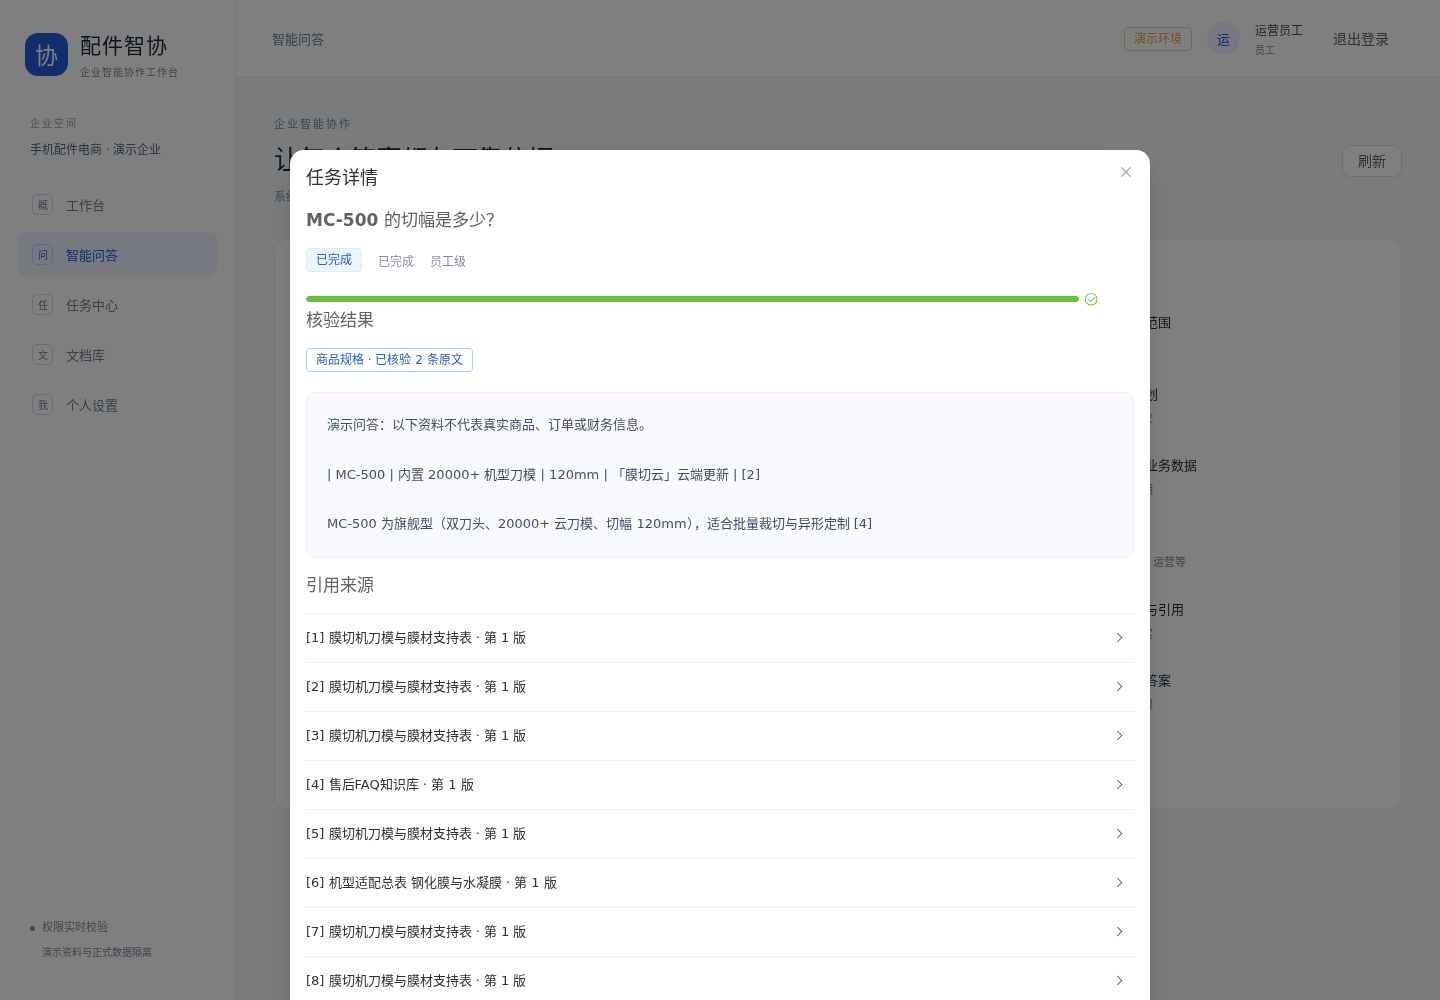 协
配件智协
企业智能协作工作台
企业空间
手机配件电商 · 演示企业
概 工作台
问 智能问答
任 任务中心
文 文档库
我 个人设置
权限实时校验
演示资料与正式数据隔离
智能问答
演示环境
运
运营员工
员工
退出登录
企业智能协作
刷新
任务详情
MC-500 的切幅是多少？
已完成 已完成 员工级
核验结果
商品规格 · 已核验 2 条原文
演示问答：以下资料不代表真实商品、订单或财务信息。
| MC-500 | 内置 20000+ 机型刀模 | 120mm | 「膜切云」云端更新 | [2]
MC-500 为旗舰型（双刀头、20000+ 云刀模、切幅 120mm），适合批量裁切与异形定制 [4]
引用来源
[1] 膜切机刀模与膜材支持表 · 第 1 版
[2] 膜切机刀模与膜材支持表 · 第 1 版
[3] 膜切机刀模与膜材支持表 · 第 1 版
[4] 售后FAQ知识库 · 第 1 版
[5] 膜切机刀模与膜材支持表 · 第 1 版
[6] 机型适配总表 钢化膜与水凝膜 · 第 1 版
[7] 膜切机刀模与膜材支持表 · 第 1 版
[8] 膜切机刀模与膜材支持表 · 第 1 版
范围
业务数据
运营等
与引用
答案